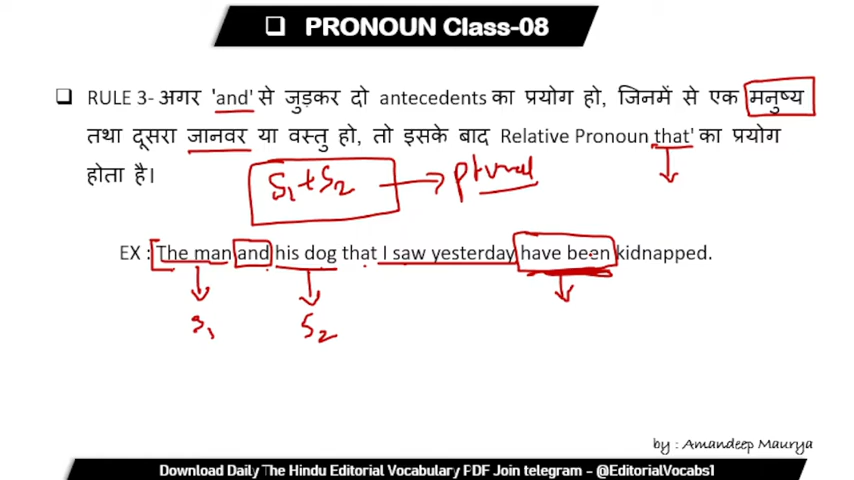 ❑ PRONOUN Class-08
❑ RULE 3- अगर 'and' से जुड़कर दो antecedents का प्रयोग हो, जिनमें से एक मनुष्य
तथा दूसरा जानवर या वस्तु हो, तो इसके बाद Relative Pronoun that' का प्रयोग
होता है।
S1 + S2 → plural
EX : The man and his dog that I saw yesterday have been kidnapped.
S1 S2
by : Amandeep Maurya
Download Daily The Hindu Editorial Vocabulary PDF Join telegram - @EditorialVocabs1